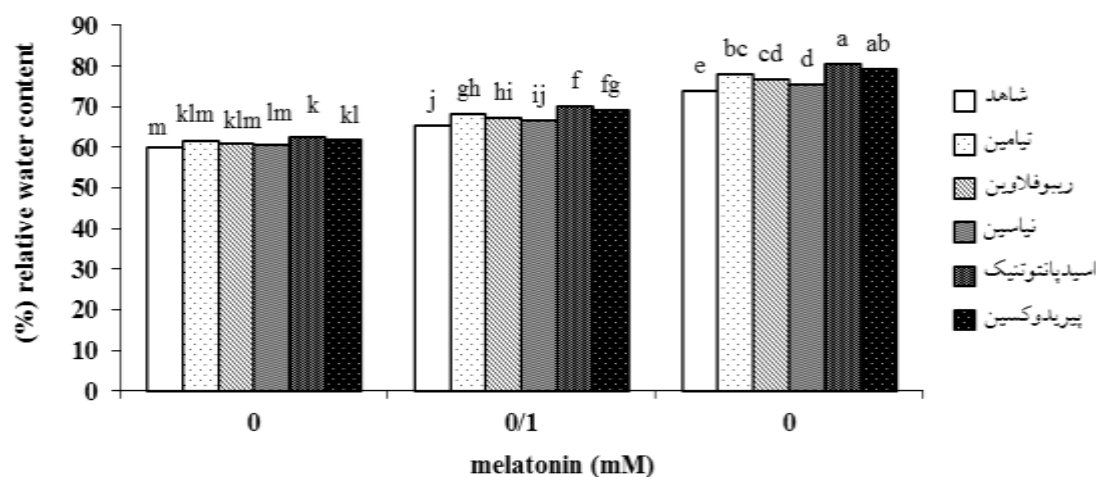 90
80
70
60
50
40
30
20
10
0
(%) relative water content
m klm klm lm k kl
j gh hi ij f fg
e bc cd d a ab
0 0/1 0
melatonin (mM)
شاهد
تیامین
ریبوفلاوین
نیاسین
اسیدپانتوتنیک
پیریدوکسین